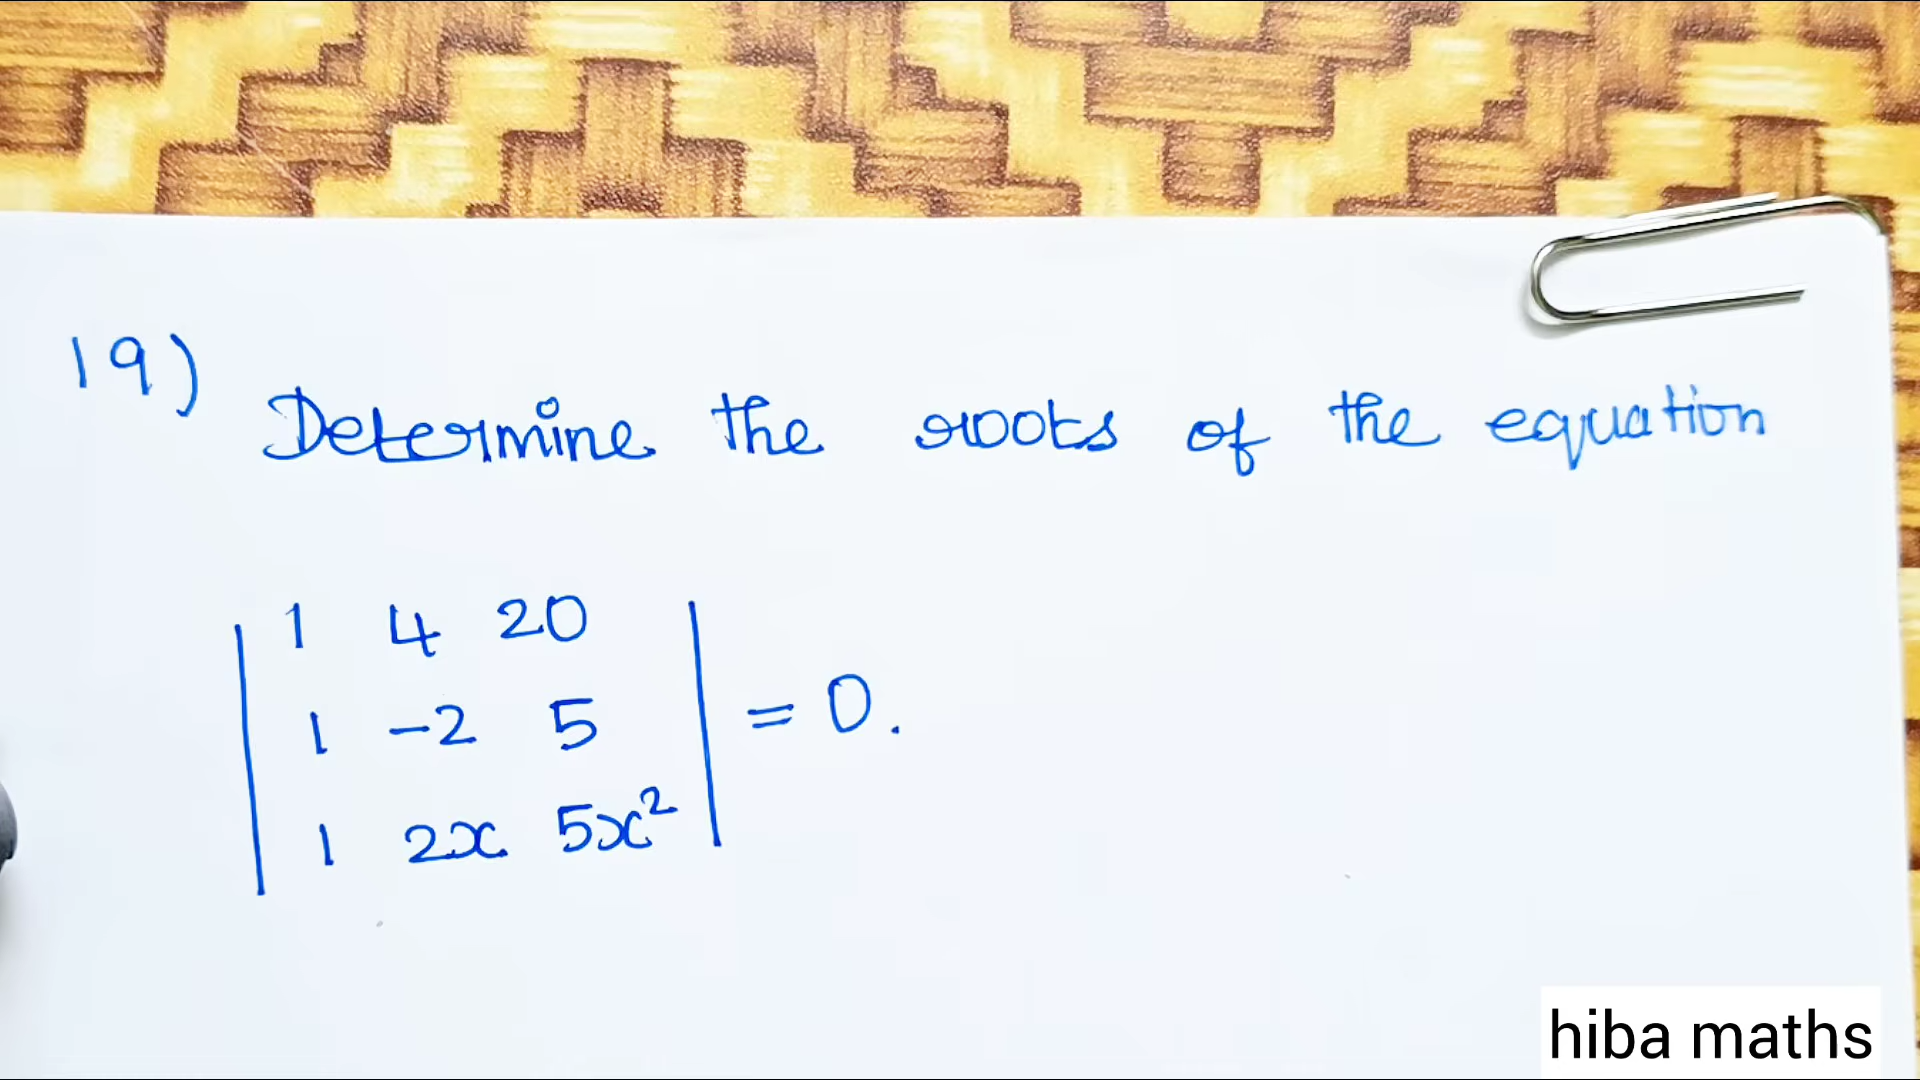 19)
Determine the roots of the equation
1 4 20
1 -2 5 = 0.
1 2x 5x²
hiba maths